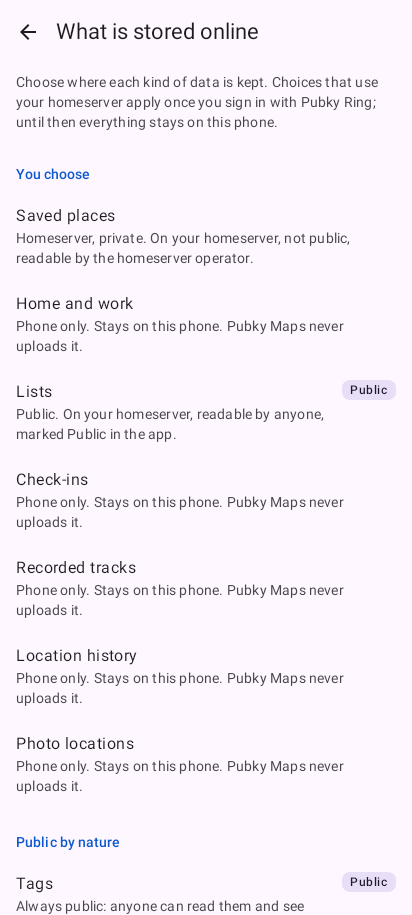 What is stored online
Choose where each kind of data is kept. Choices that use
your homeserver apply once you sign in with Pubky Ring;
until then everything stays on this phone.
You choose
Saved places
Homeserver, private. On your homeserver, not public,
readable by the homeserver operator.
Home and work
Phone only. Stays on this phone. Pubky Maps never
uploads it.
Lists
Public
Public. On your homeserver, readable by anyone,
marked Public in the app.
Check-ins
Phone only. Stays on this phone. Pubky Maps never
uploads it.
Recorded tracks
Phone only. Stays on this phone. Pubky Maps never
uploads it.
Location history
Phone only. Stays on this phone. Pubky Maps never
uploads it.
Photo locations
Phone only. Stays on this phone. Pubky Maps never
uploads it.
Public by nature
Tags
Public
Always public: anyone can read them and see